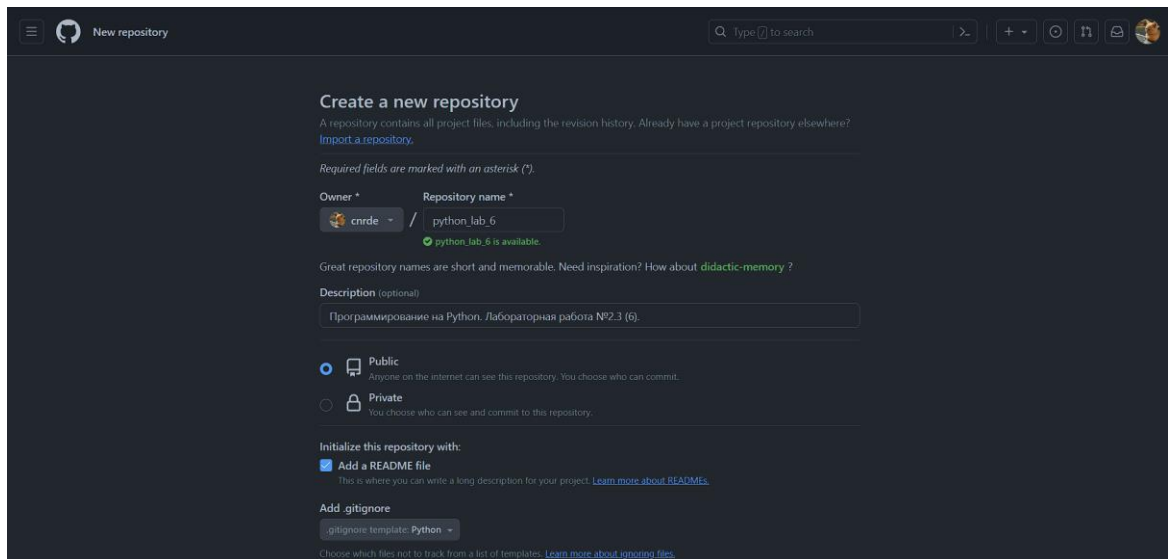 New repository
Type / to search
Create a new repository
A repository contains all project files, including the revision history. Already have a project repository elsewhere?
Import a repository.
Required fields are marked with an asterisk (*).
Owner *
Repository name *
cnrde
/
python_lab_6
python_lab_6 is available.
Great repository names are short and memorable. Need inspiration? How about didactic-memory ?
Description (optional)
Программирование на Python. Лабораторная работа №2.3 (6).
Public
Anyone on the internet can see this repository. You choose who can commit.
Private
You choose who can see and commit to this repository.
Initialize this repository with:
Add a README file
This is where you can write a long description for your project. Learn more about READMEs.
Add .gitignore
.gitignore template: Python
Choose which files not to track from a list of templates. Learn more about ignoring files.